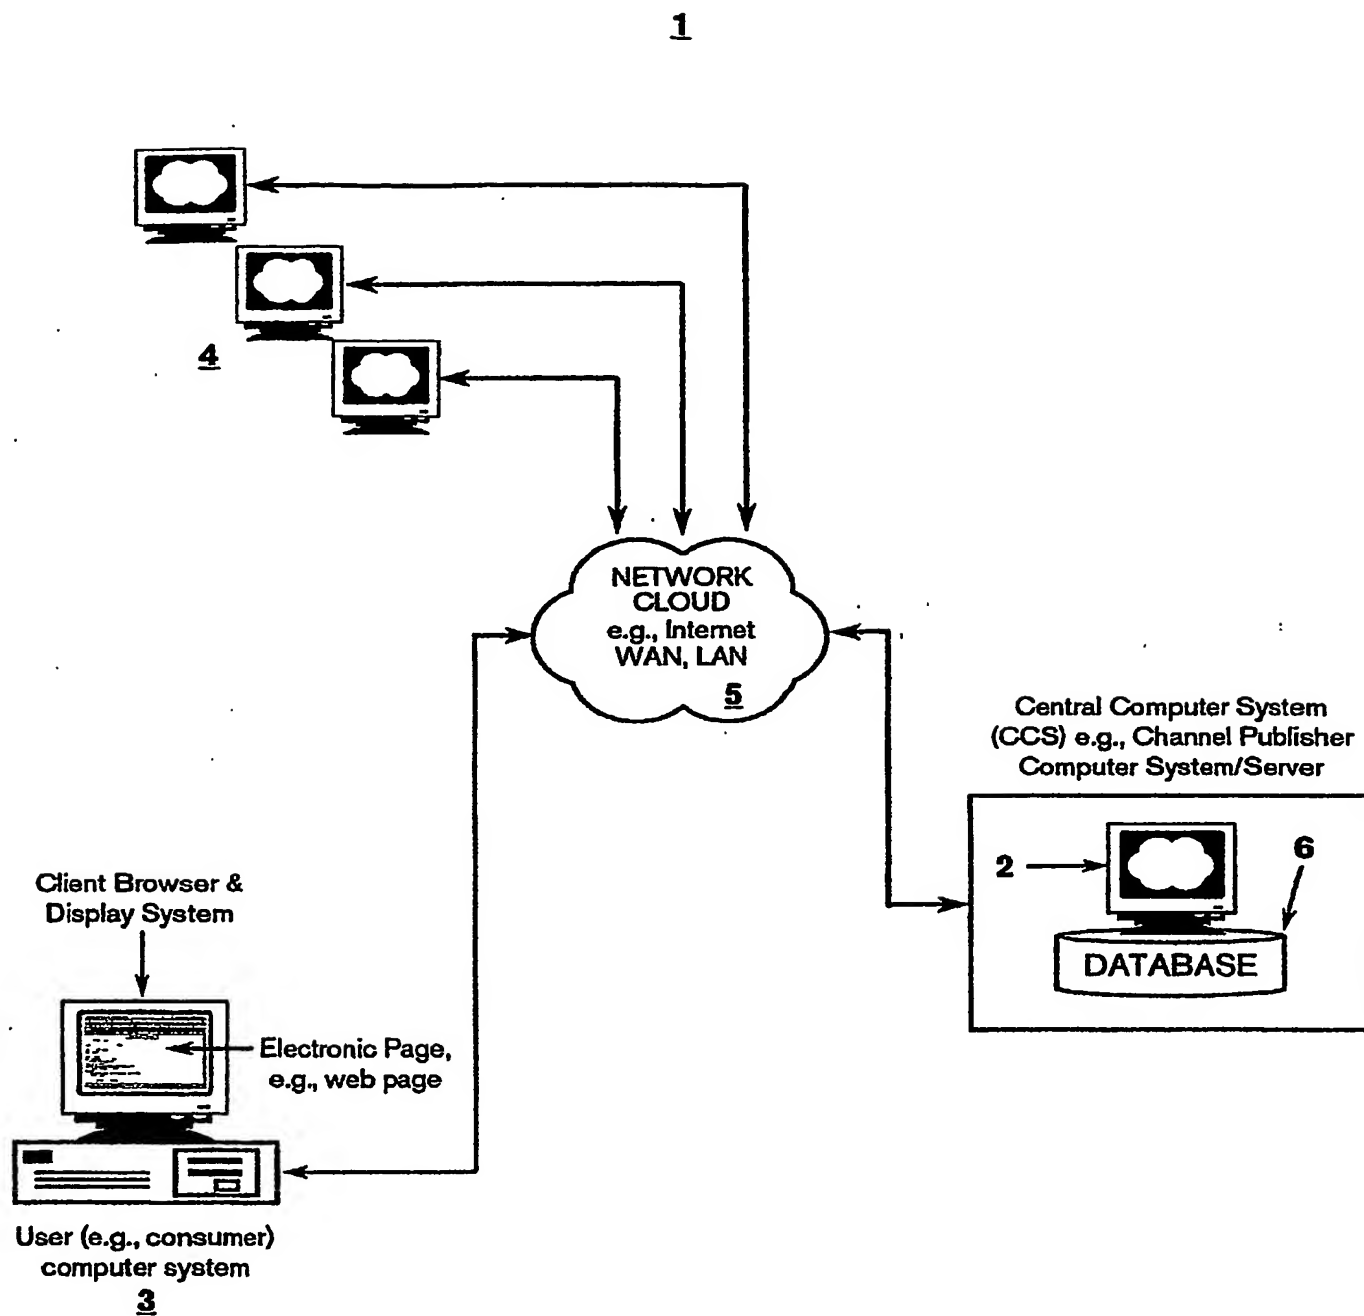 1
4
NETWORK
CLOUD
e.g., Internet
WAN, LAN
5
Central Computer System
(CCS) e.g., Channel Publisher
Computer System/Server
2
6
DATABASE
Client Browser &
Display System
Electronic Page,
e.g., web page
User (e.g., consumer)
computer system
3